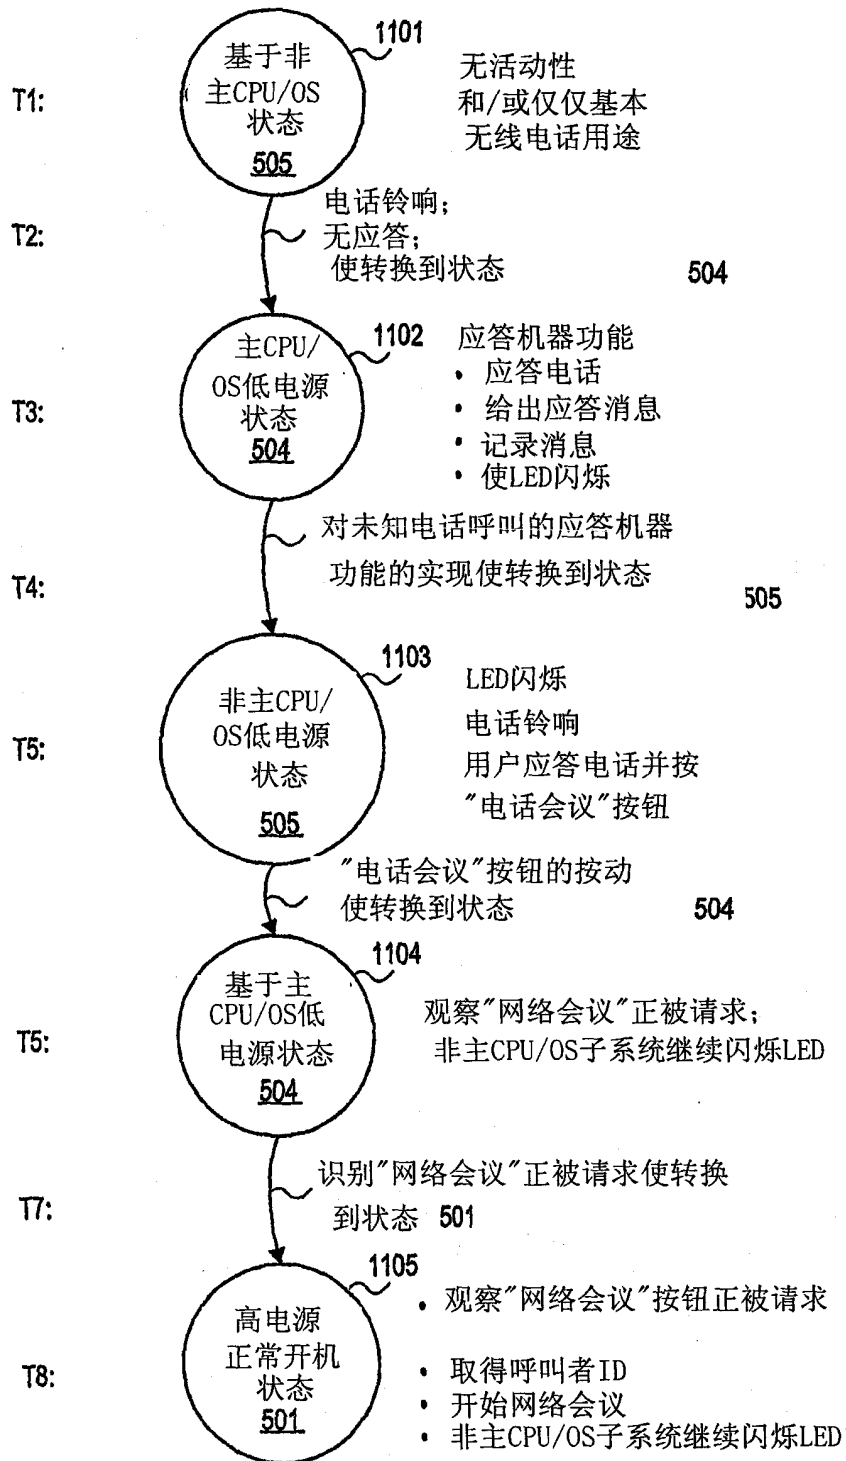 1101
基于非
主CPU/OS
状态
505
T1:
无活动性
和/或仅仅基本
无线电话用途
T2:
电话铃响;
无应答;
使转换到状态 504
1102
主CPU/
OS低电源
状态
504
T3:
应答机器功能
• 应答电话
• 给出应答消息
• 记录消息
• 使LED闪烁
T4:
对未知电话呼叫的应答机器
功能的实现使转换到状态
505
1103
非主CPU/
OS低电源
状态
505
T5:
LED闪烁
电话铃响
用户应答电话并按
"电话会议"按钮
"电话会议"按钮的按动
使转换到状态 504
1104
基于主
CPU/OS低
电源状态
504
T5:
观察"网络会议"正被请求;
非主CPU/OS子系统继续闪烁LED
T7:
识别"网络会议"正被请求使转换
到状态 501
1105
高电源
正常开机
状态
501
T8:
• 观察"网络会议"按钮正被请求
• 取得呼叫者ID
• 开始网络会议
• 非主CPU/OS子系统继续闪烁LED